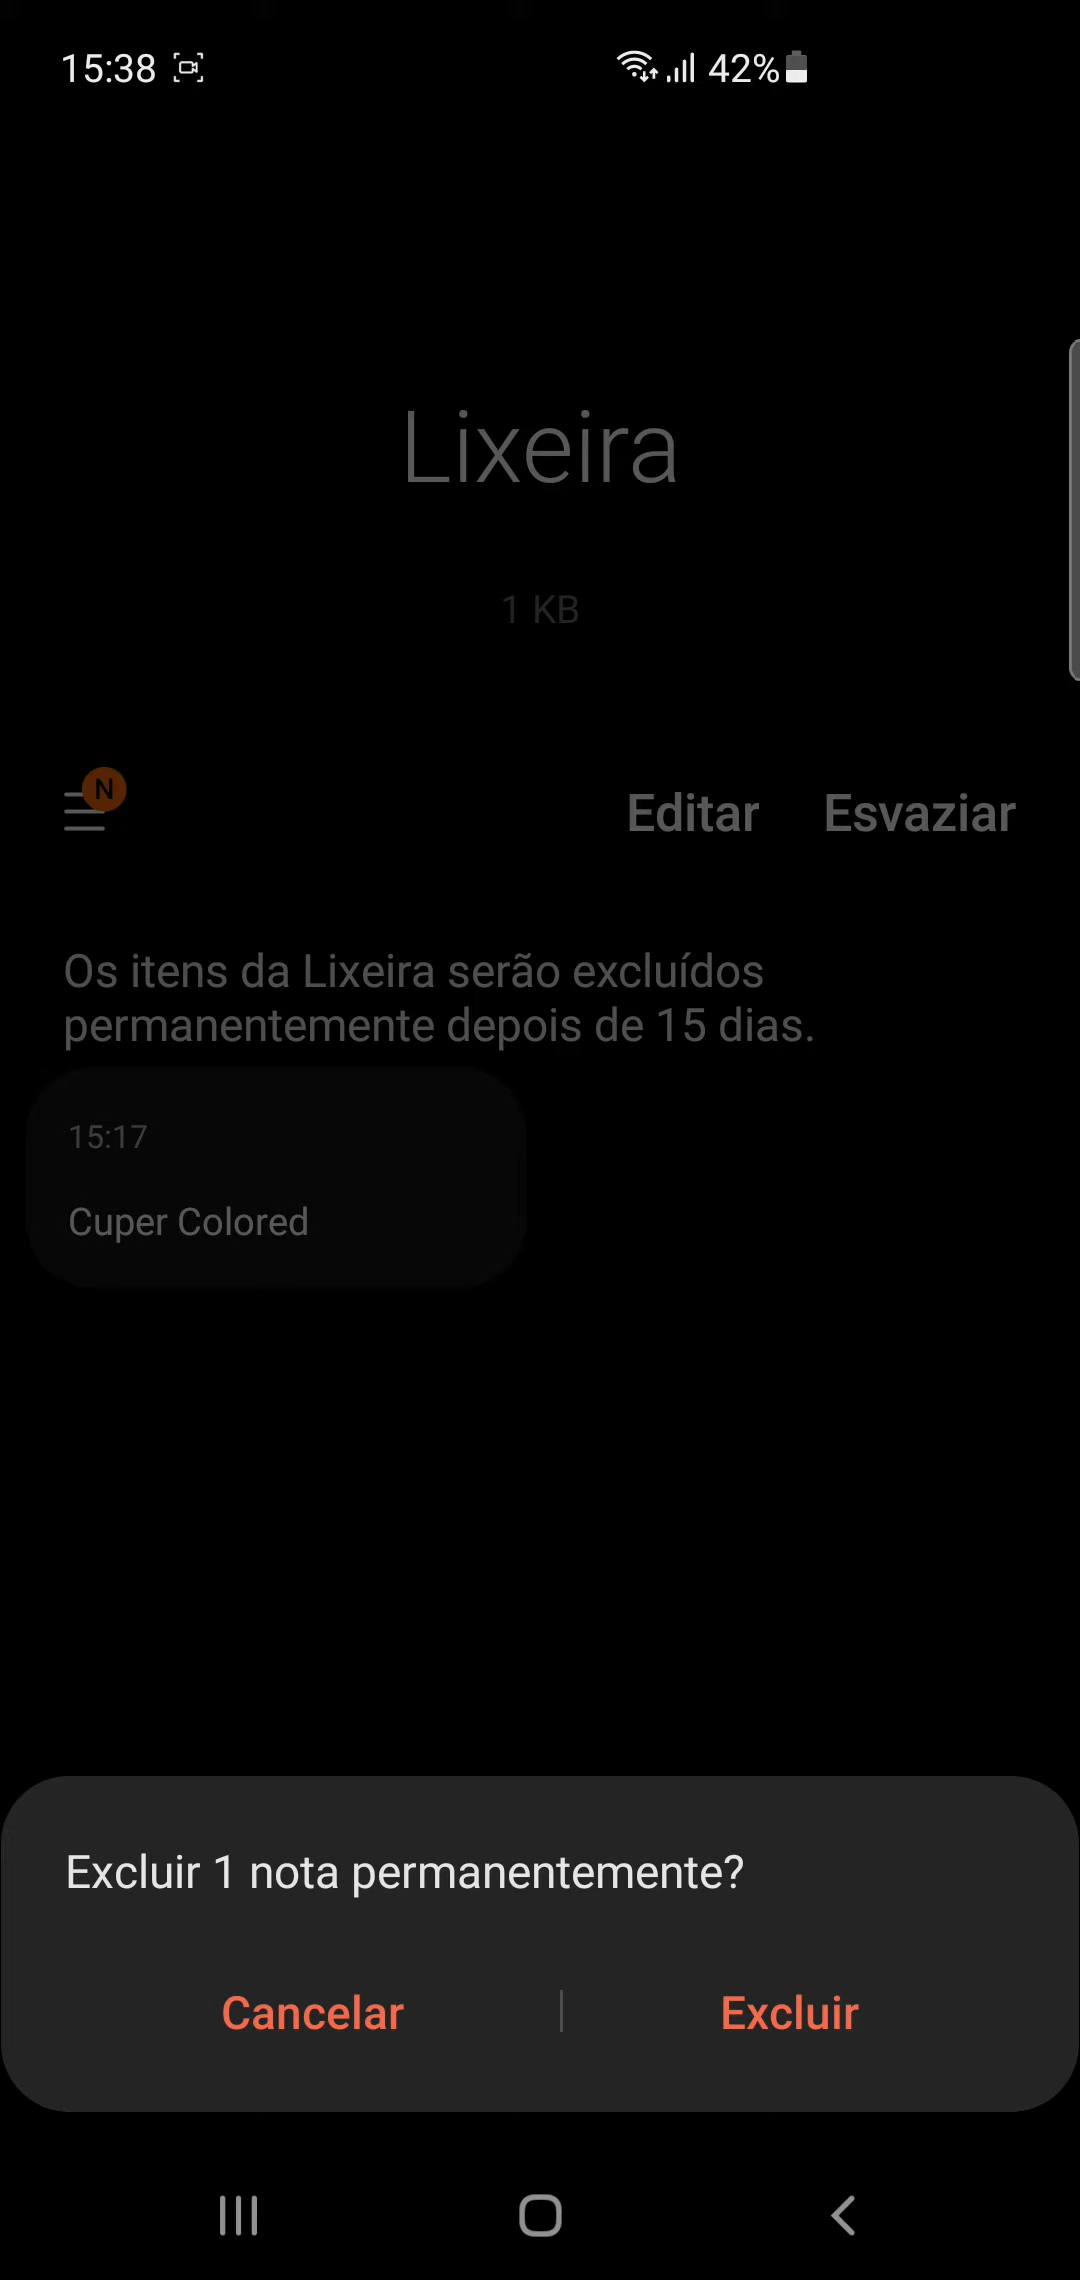 15:38
42%
Lixeira
1 KB
N
Editar Esvaziar
Os itens da Lixeira serão excluídos
permanentemente depois de 15 dias.
15:17
Cuper Colored
Excluir 1 nota permanentemente?
Cancelar Excluir